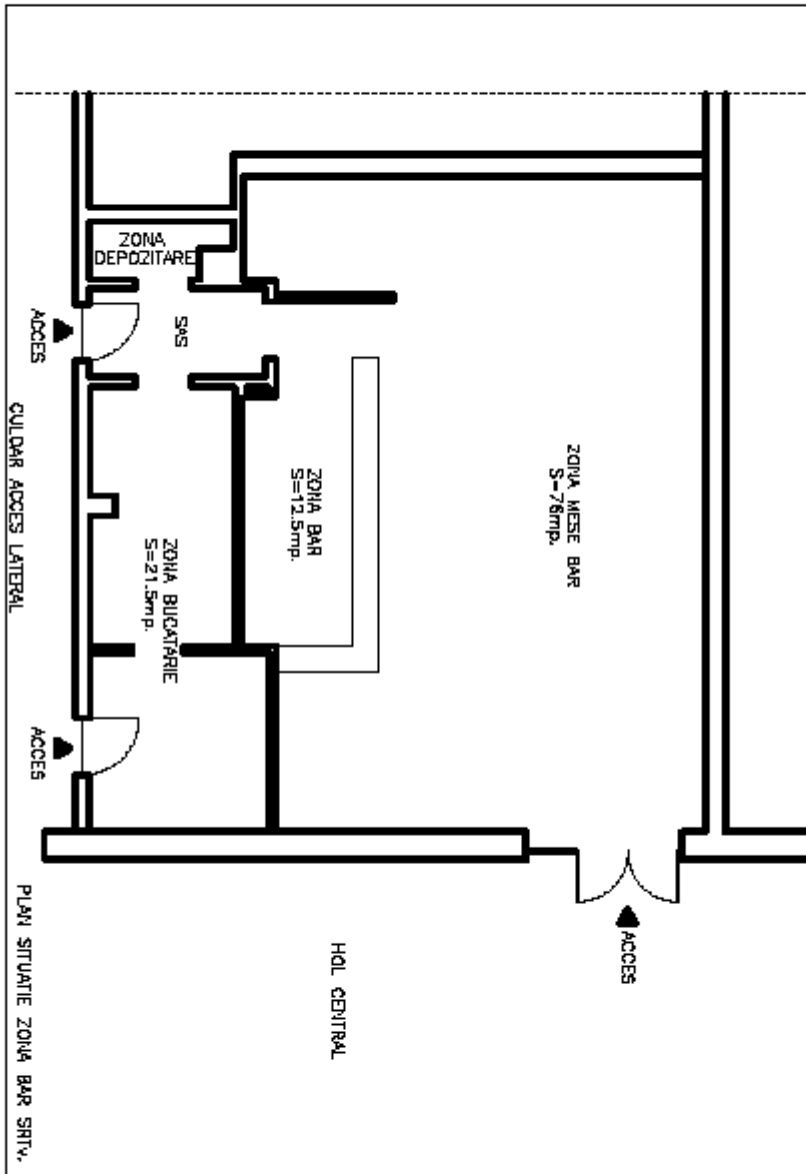 ZONA
DEPOZITARE
ACCES
SAS
ZONA MESE BAR
S=76mp.
ZONA BAR
S=12.5mp.
ZONA BUCATARIE
S=21.5mp.
CULOAR ACCES LATERAL
ACCES
ACCES
HOL CENTRAL
PLAN SITUATIE ZONA BAR SRTv.